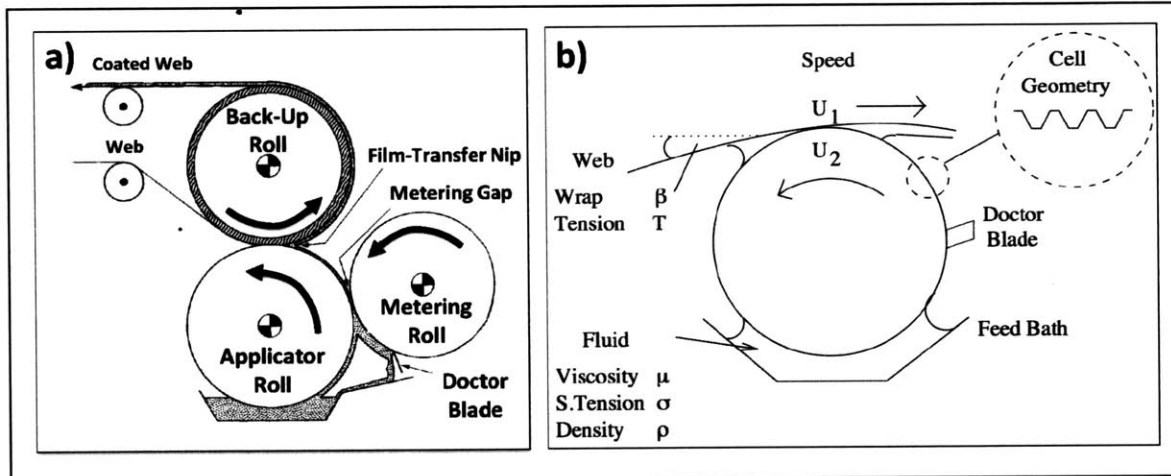 a)
Coated Web
Back-Up
Roll
Web
Film-Transfer Nip
Metering Gap
Metering
Roll
Applicator
Roll
Doctor
Blade
b)
Speed
U1
U2
Cell
Geometry
Web
Wrap β
Tension T
Doctor
Blade
Feed Bath
Fluid
Viscosity μ
S.Tension σ
Density ρ